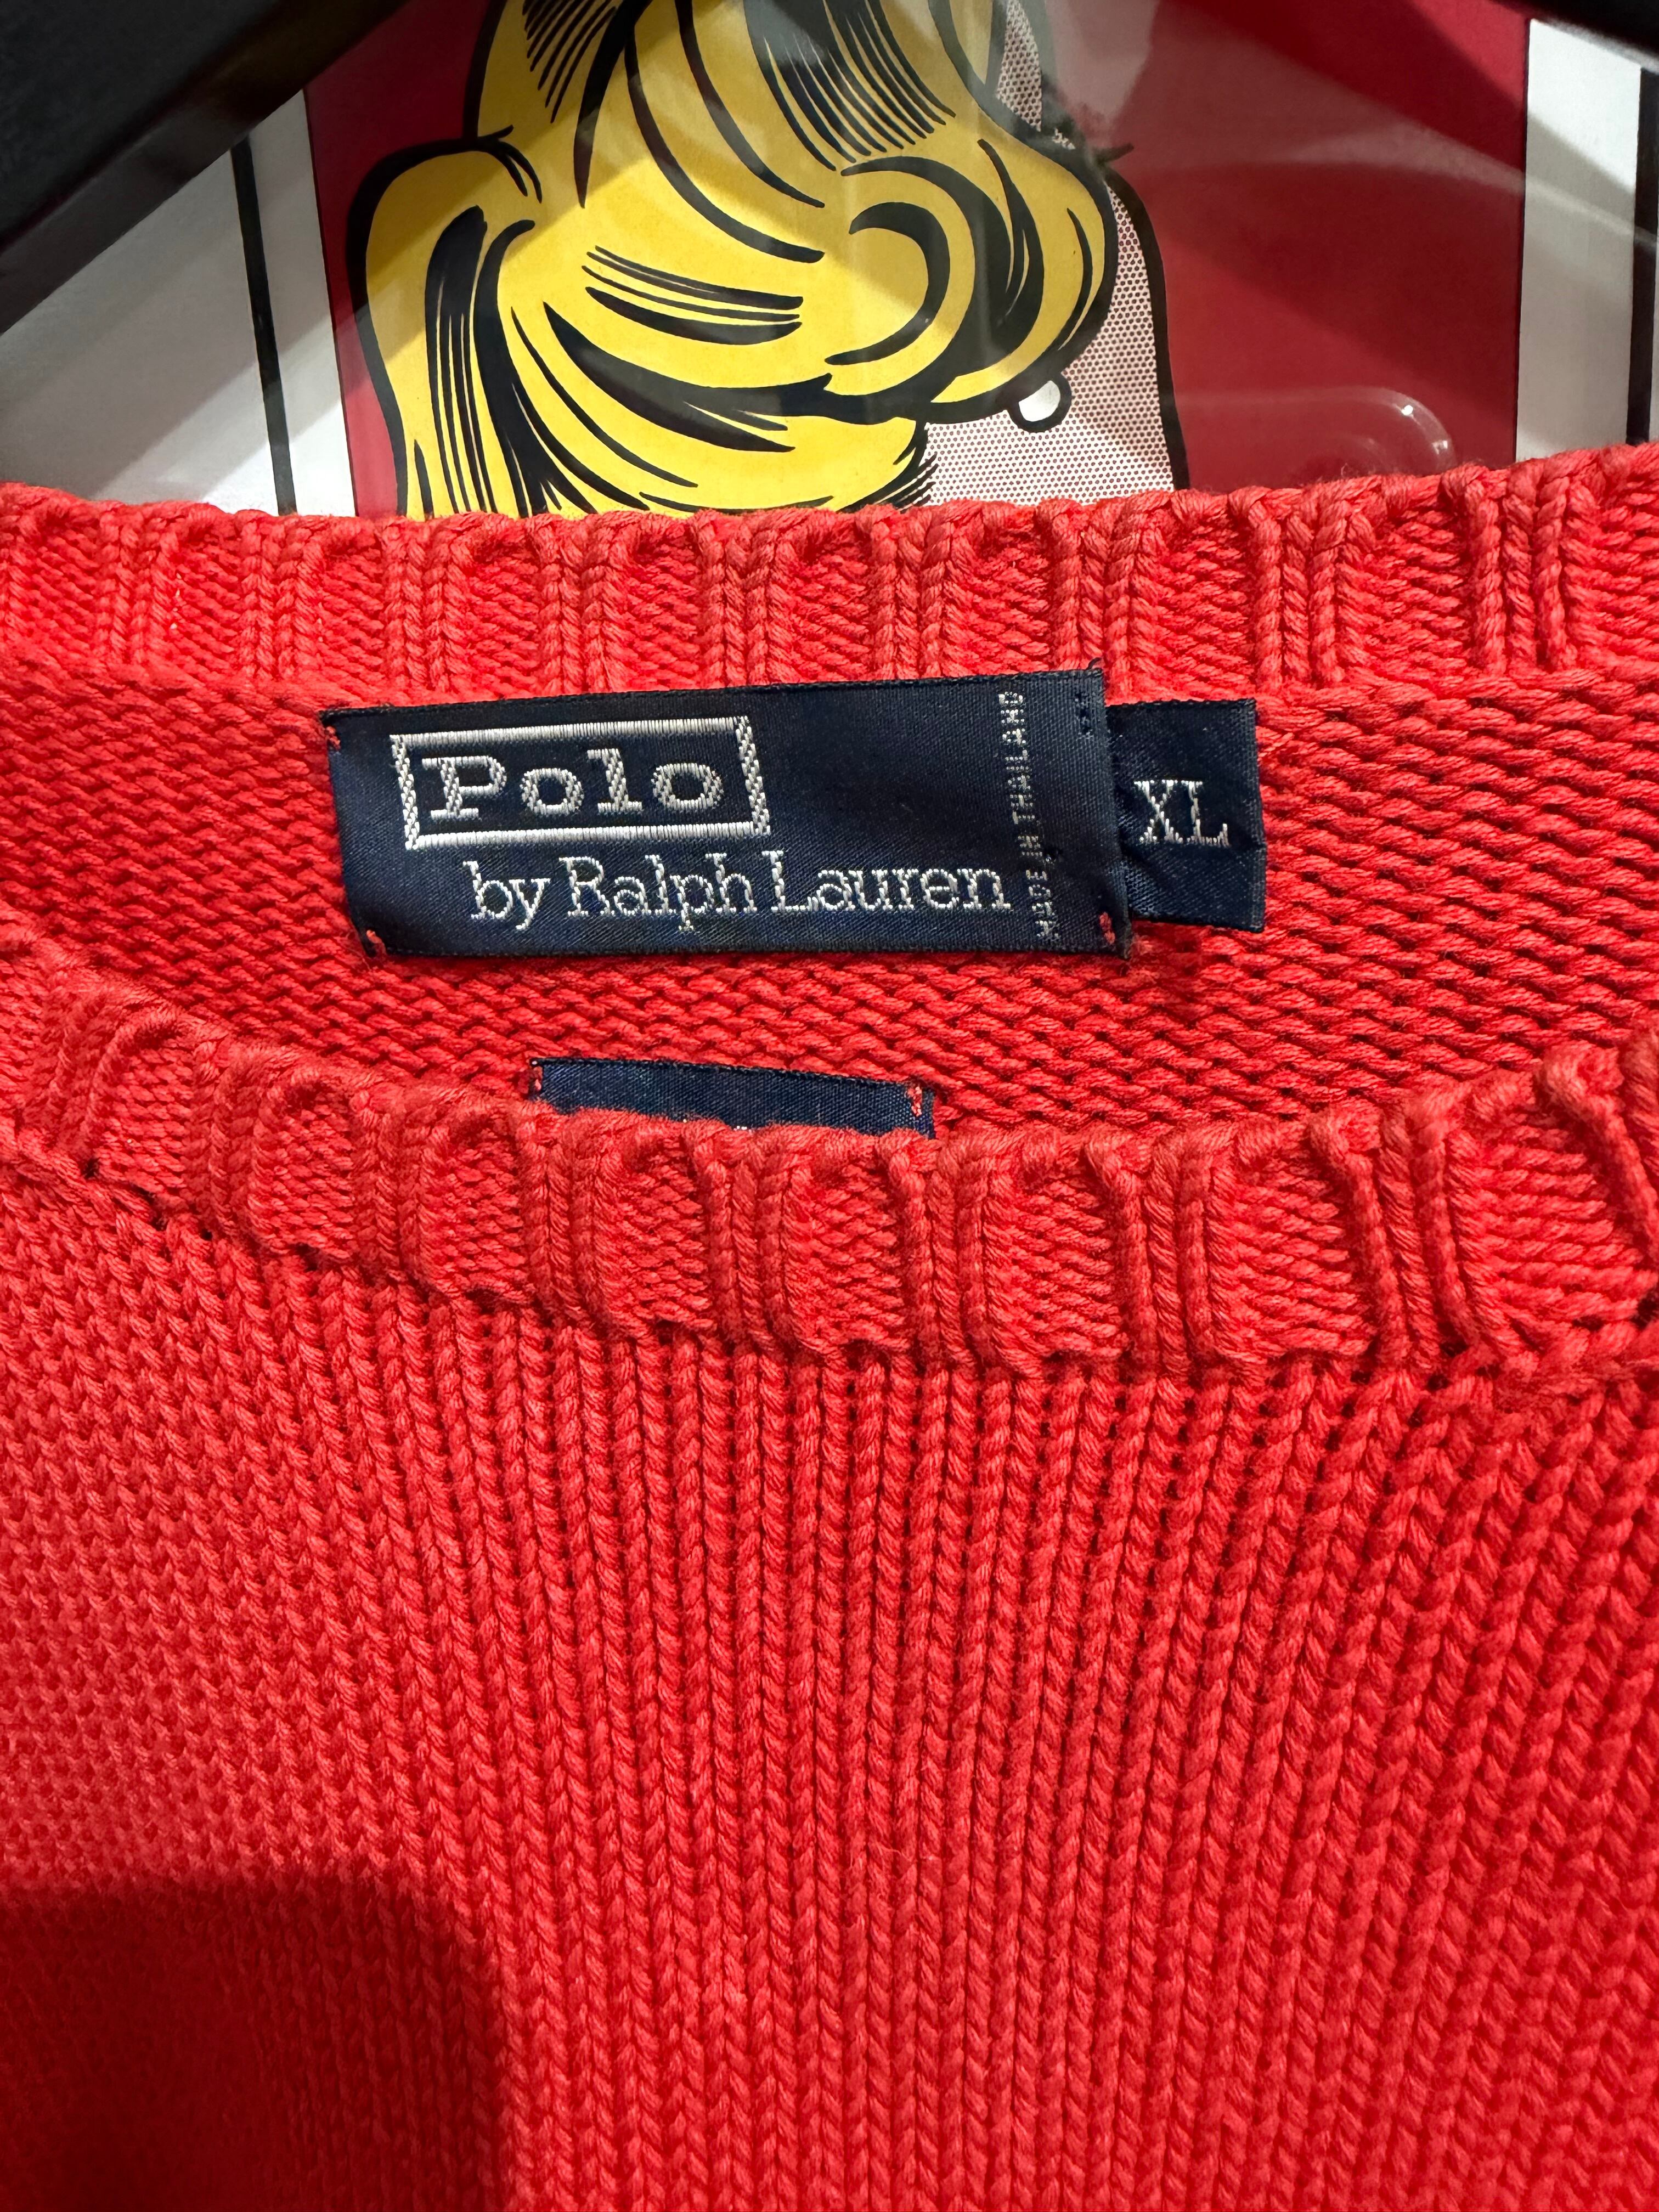 Polo
by Ralph Lauren
MADE IN THAILAND
XL